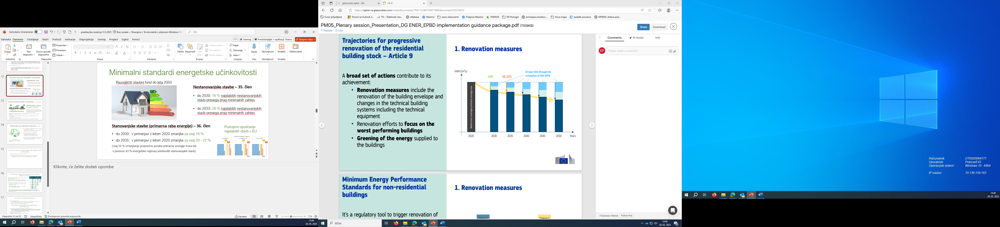 Samodejno shranjevanje
predstavitev koalicija 12.3.2025
Brez oznake • Shranjeno v Ta računalnik s sistemom Windows
Išči
Datoteka Osnovno Vstavljanje Načrt Prehodi Animacije Diaprojekcija Snemaj Pregled Ogled Pomoč
Snemaj
Predstavljajte v aplikaciji Teams
Skupna raba
Prilepi
Nov diapozitiv
Znova uporabi diapozitive
Postavitev
Ponastavi
Odsek
Oblike
Razporedi
Hitri slogi
Polnilo oblike
Oris oblike
Učinki oblike
Najdi
Zamenjaj
Izberi
Narek
Občutljivost
Dodatki
Oblikovalnik
Odložišče
Diapozitivi
Pisava
Odstavek
Risanje
Urejanje
Glas
Občutljivost
Dodatki
12
13
14
15
16
17
Minimalni standardi energetske učinkovitosti
Razogljičiti stavbni fond do leta 2050
Nestanovanjske stavbe – 35. člen
• do 2030: 16 % najslabših nestanovanjskih
stavb presega prag minimalnih zahtev
• do 2033: 26 % najslabših nestanovanjskih
stavb presega prag minimalnih zahtev
Stanovanjske stavbe (primarna raba energije) – 36. člen
• do 2030: v primerjavi z letom 2020 zmanjša za vsaj 16 %
• do 2035: v primerjavi z letom 2020 zmanjša za vsaj 20 - 22 %
(vsaj 55 % zmanjšanje povprečne porabe primarne energije mora biti
s prenovo 43 % energetsko najmanj učinkovitih stanovanjskih stavb)
Postopno opuščanje
najslabših stavb v EU
Kliknite, če želite dodati opombe
Diapozitiv 12 od 20
slovenščina
Dostopnost: preverite priporočila
Opombe
71%
13:49
20. 05. 2025
glasscubes epbd - Išči
CA 6
https://epbd-ca.glasscubes.com/cube/documents/193111/447258736#/document/35210072
Uvozi priljubljene
Pomoč za Outlook 2...
TIS – Telefonski ime...
eNabave
Maximo
razno dokumenti
Podpora Maximo
ENERGIS
SRI Portugal
primerjava stroškov...
Nova mapa
podatki proračun
MFERAC država pod...
PM05_Plenary session_Presentation_DG ENER_EPBD implementation guidance package.pdf (1109KB)
Favorite Like
Share
Download
Trajectories for progressive
renovation of the residential
building stock – Article 9
A broad set of actions contribute to its
achievement:
• Renovation measures include the
renovation of the building envelope and
changes in the technical building
systems including the technical
equipment
• Renovation efforts to focus on the
worst performing buildings
• Greening of the energy supplied to
the buildings
1. Renovation measures
kWh/(m²y)
-16%
-20-22%
At least 55% through the
renovation of 43% WPB
Reference average primary energy use
2020 2030 2035 2040 2045 2050 Years
Minimum Energy Performance
Standards for non-residential
buildings
It's a regulatory tool to trigger renovation of
1. Renovation measures
Comments
AI Assist
Info
EP
Please make a comment
Followers None
Follow this
Iščite
13:49
20. 05. 2025
Računalnik: DT0020064777
Uporabnik: PotocarE43
Operacijski sistem: Windows 10 - 64bit
IP naslov: 10.136.159.163
13:49
20. 05. 2025